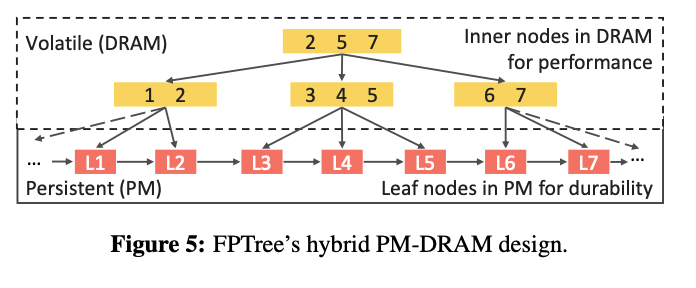 Volatile (DRAM)
2 5 7
Inner nodes in DRAM
for performance
1 2
3 4 5
6 7
...
L1
L2
L3
L4
L5
L6
L7
...
Persistent (PM)
Leaf nodes in PM for durability
Figure 5: FPTree's hybrid PM-DRAM design.